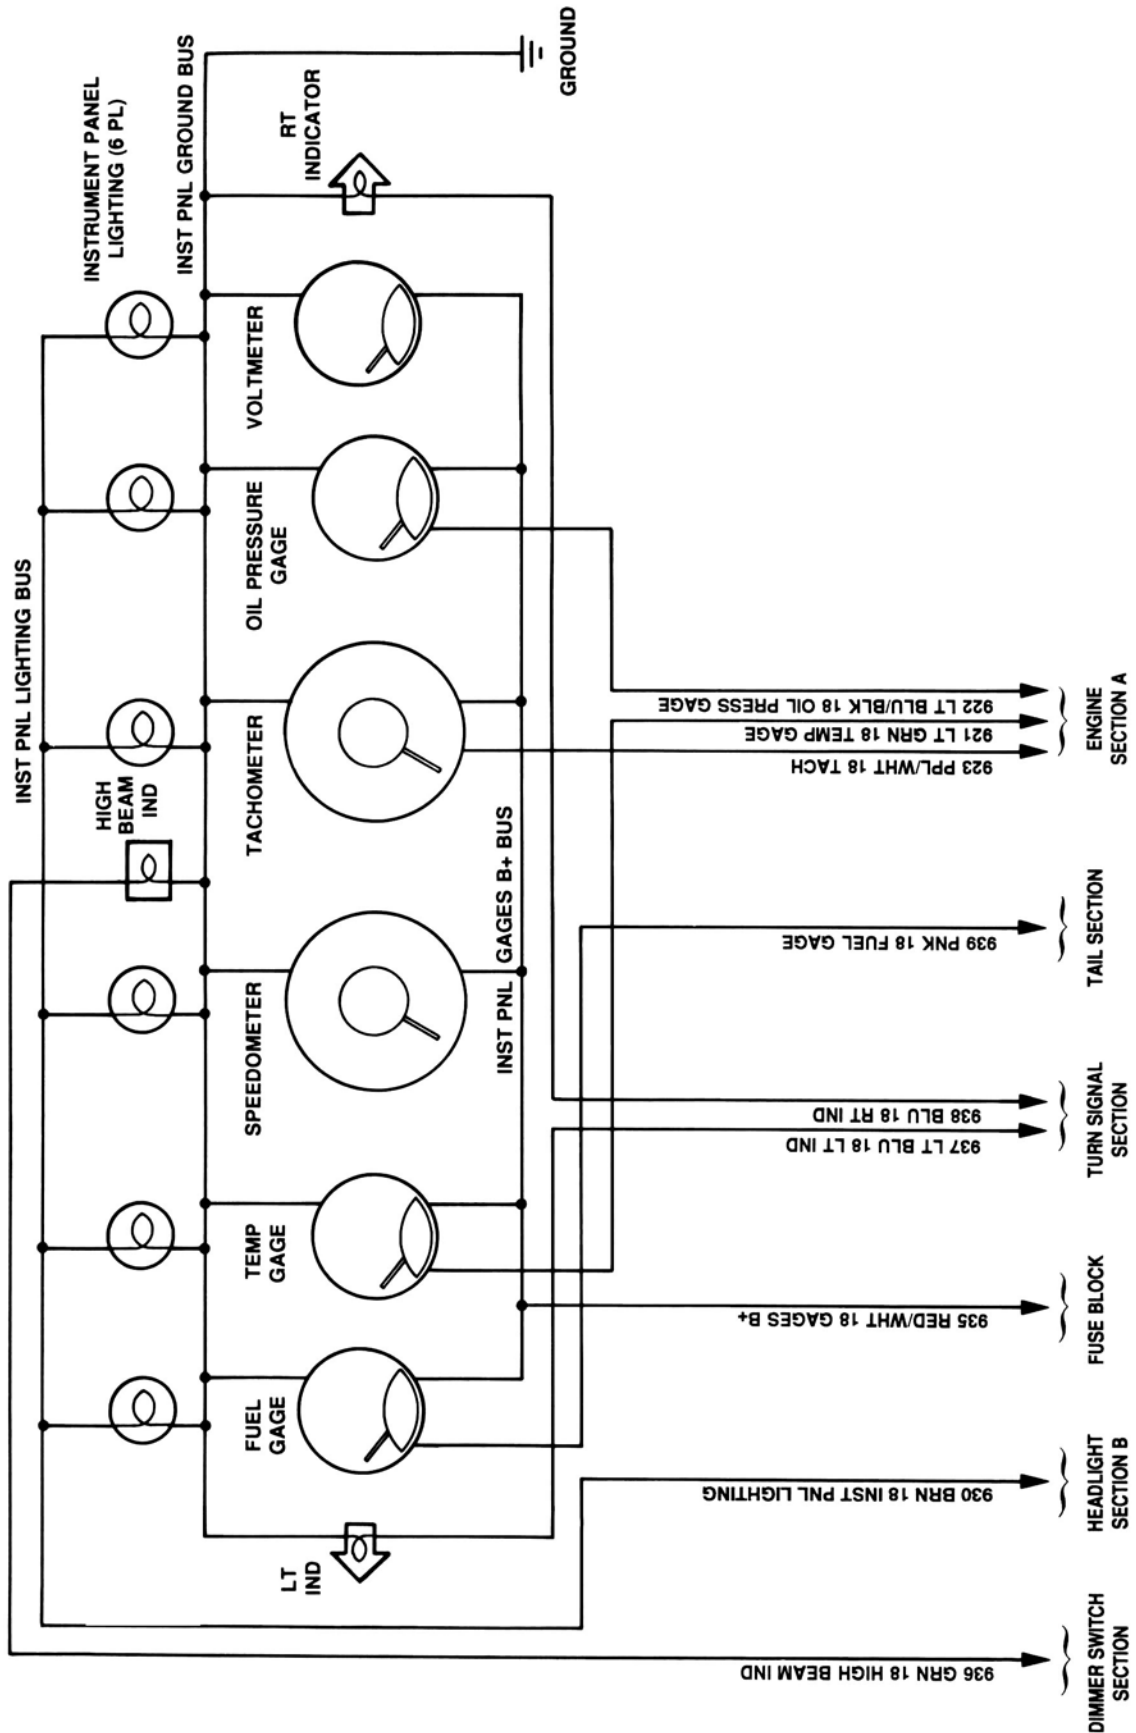 INST PNL LIGHTING BUS
INSTRUMENT PANEL
LIGHTING (6 PL)
HIGH
BEAM
IND
INST PNL GROUND BUS
LT
IND
FUEL
GAGE
TEMP
GAGE
SPEEDOMETER
TACHOMETER
OIL PRESSURE
GAGE
VOLTMETER
RT
INDICATOR
INST PNL GAGES B+ BUS
GROUND
936 GRN 18 HIGH BEAM IND
930 BRN 18 INST PNL LIGHTING
935 RED/WHT 18 GAGES B+
937 LT BLU 18 LT IND
938 BLU 18 RT IND
939 PNK 18 FUEL GAGE
923 PPL/WHT 18 TACH
921 LT GRN 18 TEMP GAGE
922 LT BLU/BLK 18 OIL PRESS GAGE
DIMMER SWITCH
SECTION
HEADLIGHT
SECTION B
FUSE BLOCK
TURN SIGNAL
SECTION
TAIL SECTION
ENGINE
SECTION A